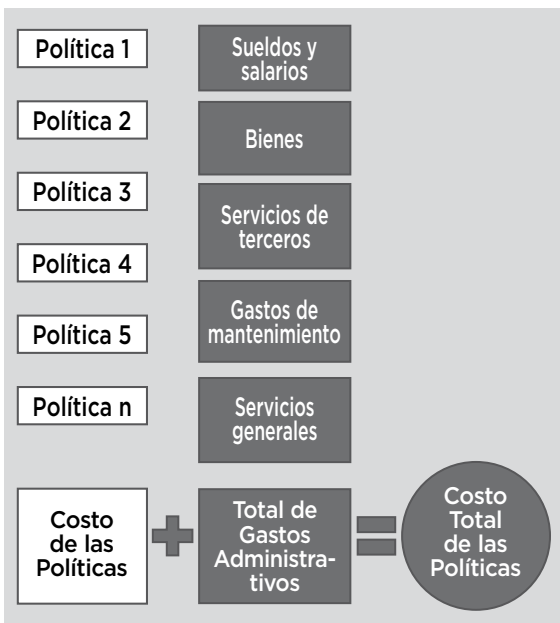 Política 1
Política 2
Política 3
Política 4
Política 5
Política n
Costo
de las
Políticas
Sueldos y
salarios
Bienes
Servicios de
terceros
Gastos de
mantenimiento
Servicios
generales
Total de
Gastos
Administra-
tivos
Costo
Total
de las
Políticas